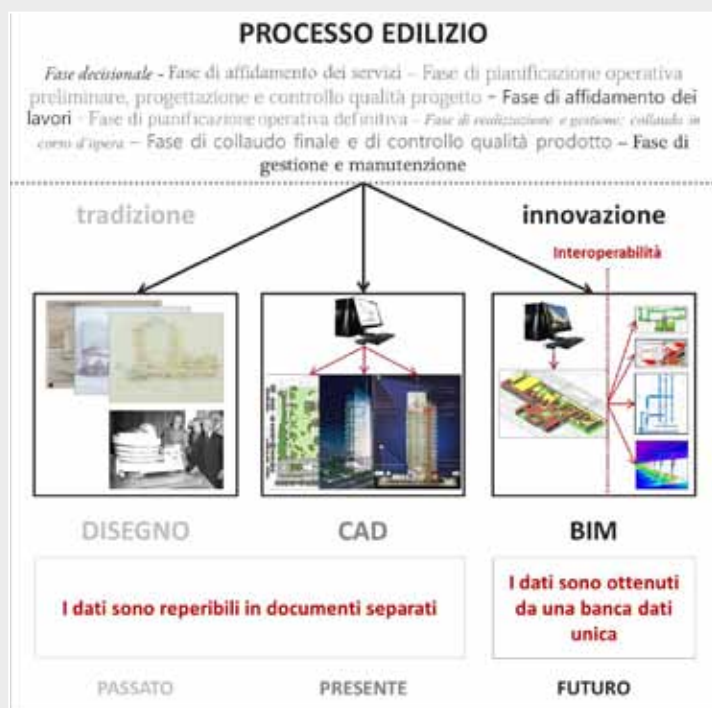 PROCESSO EDILIZIO
Fase decisionale - Fase di affidamento dei servizi – Fase di pianificazione operativa
preliminare, progettazione e controllo qualità progetto – Fase di affidamento dei
lavori - Fase di pianificazione operativa definitiva – Fase di realizzazione e gestione: collaudo in
corso d'opera – Fase di collaudo finale e di controllo qualità prodotto – Fase di
gestione e manutenzione
tradizione
innovazione
Interoperabilità
DISEGNO
CAD
BIM
I dati sono reperibili in documenti separati
I dati sono ottenuti
da una banca dati
unica
PASSATO
PRESENTE
FUTURO